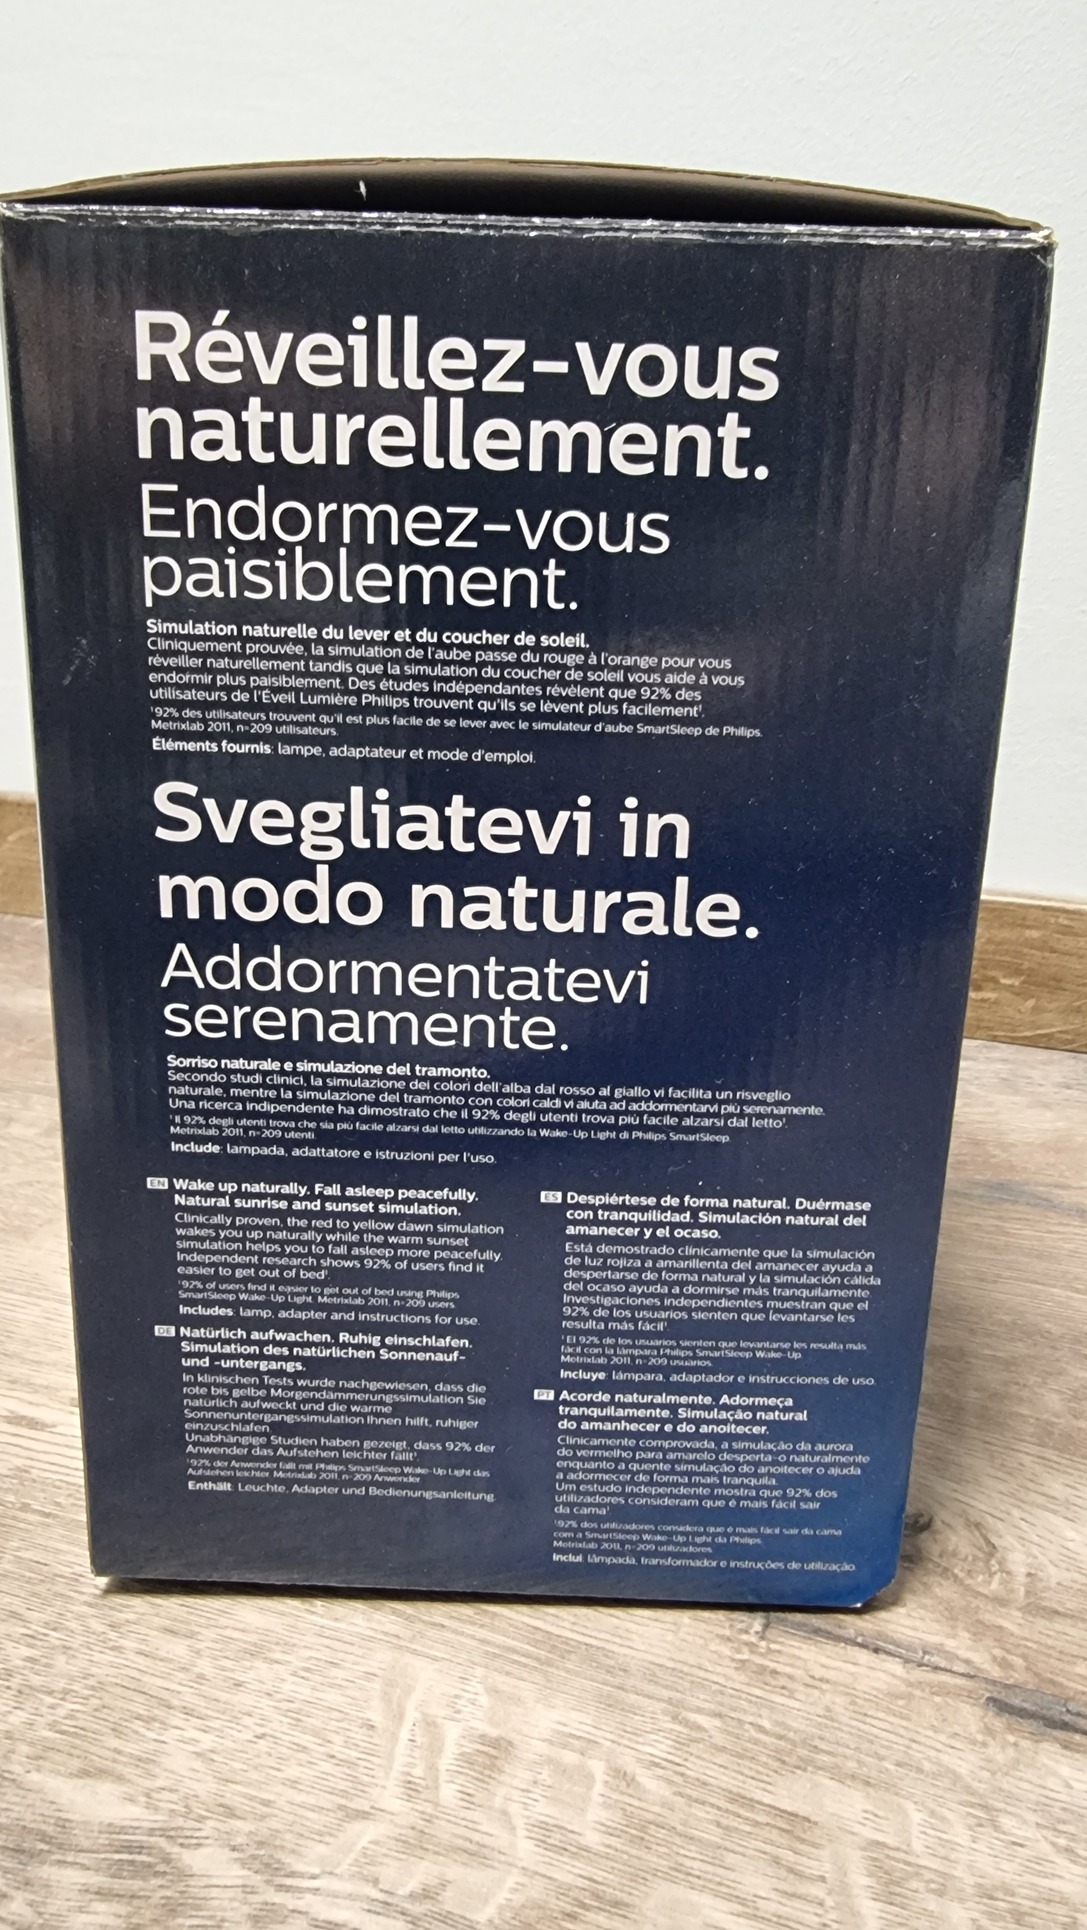 Réveillez-vous
naturellement.
Endormez-vous
paisiblement.
Simulation naturelle du lever et du coucher de soleil.
Cliniquement prouvée, la simulation de l'aube passe du rouge à l'orange pour vous
réveiller naturellement tandis que la simulation du coucher de soleil vous aide à vous
endormir plus paisiblement. Des études indépendantes révèlent que 92% des
utilisateurs de l'Éveil Lumière Philips trouvent qu'ils se lèvent plus facilement¹.
¹92% des utilisateurs trouvent qu'il est plus facile de se lever avec le simulateur d'aube SmartSleep de Philips.
Metrixlab 2011, n=209 utilisateurs.
Éléments fournis: lampe, adaptateur et mode d'emploi.
Svegliatevi in
modo naturale.
Addormentatevi
serenamente.
Sorriso naturale e simulazione del tramonto.
Secondo studi clinici, la simulazione dei colori dell'alba dal rosso al giallo vi facilita un risveglio
naturale, mentre la simulazione del tramonto con colori caldi vi aiuta ad addormentarvi più serenamente.
Una ricerca indipendente ha dimostrato che il 92% degli utenti trova più facile alzarsi dal letto¹.
¹Il 92% degli utenti trova che sia più facile alzarsi dal letto utilizzando la Wake-Up Light di Philips SmartSleep.
Metrixlab 2011, n=209 utenti.
Include: lampada, adattatore e istruzioni per l'uso.
EN Wake up naturally. Fall asleep peacefully.
Natural sunrise and sunset simulation.
Clinically proven, the red to yellow dawn simulation
wakes you up naturally while the warm sunset
simulation helps you to fall asleep more peacefully.
Independent research shows 92% of users find it
easier to get out of bed¹.
¹92% of users find it easier to get out of bed using Philips
SmartSleep Wake-Up Light. Metrixlab 2011, n=209 users.
Includes: lamp, adapter and instructions for use.
DE Natürlich aufwachen. Ruhig einschlafen.
Simulation des natürlichen Sonnenauf-
und -untergangs.
In klinischen Tests wurde nachgewiesen, dass die
rote bis gelbe Morgendämmerungssimulation Sie
natürlich aufweckt und die warme
Sonnenuntergangssimulation Ihnen hilft, ruhiger
einzuschlafen.
Unabhängige Studien haben gezeigt, dass 92% der
Anwender das Aufstehen leichter fällt¹.
¹92% der Anwender fällt mit Philips SmartSleep Wake-Up Light das
Aufstehen leichter. Metrixlab 2011, n=209 Anwender
Enthält: Leuchte, Adapter und Bedienungsanleitung.
ES Despiértese de forma natural. Duérmase
con tranquilidad. Simulación natural del
amanecer y el ocaso.
Está demostrado clínicamente que la simulación
de luz rojiza a amarillenta del amanecer ayuda a
despertarse de forma natural y la simulación cálida
del ocaso ayuda a dormirse más tranquilamente.
Investigaciones independientes muestran que el
92% de los usuarios sienten que levantarse les
resulta más fácil¹.
¹El 92% de los usuarios sienten que levantarse les resulta más
fácil con la lámpara Philips SmartSleep Wake-Up.
Metrixlab 2011, n=209 usuarios.
Incluye: lámpara, adaptador e instrucciones de uso.
PT Acorde naturalmente. Adormeça
tranquilamente. Simulação natural
do amanhecer e do anoitecer.
Clinicamente comprovada, a simulação da aurora
do vermelho para amarelo desperta-o naturalmente
enquanto a quente simulação do anoitecer o ajuda
a adormecer de forma mais tranquila.
Um estudo independente mostra que 92% dos
utilizadores consideram que é mais fácil sair
da cama¹.
¹92% dos utilizadores considera que é mais fácil sair da cama
com a SmartSleep Wake-Up Light da Philips.
Metrixlab 2011, n=209 utilizadores.
Inclui: lâmpada, transformador e instruções de utilização.